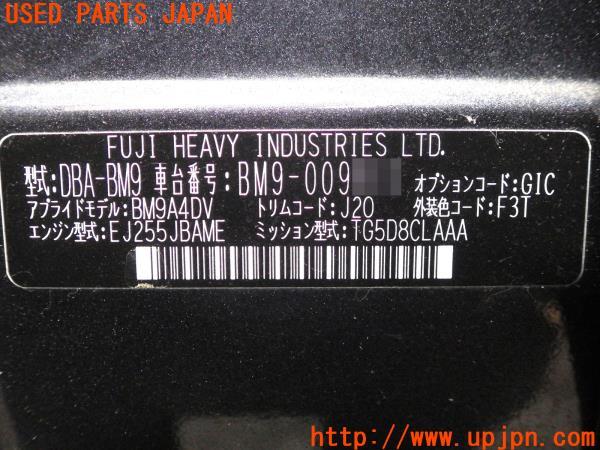 USED PARTS JAPAN
FUJI HEAVY INDUSTRIES LTD.
型式:DBA-BM9 車台番号:BM9-009 オプションコード:GIC
アプライドモデル:BM9A4DV トリムコード:J20 外装色コード:F3T
エンジン型式:EJ255JBAME ミッション型式:TG5D8CLAAA
http://www.upjpn.com/